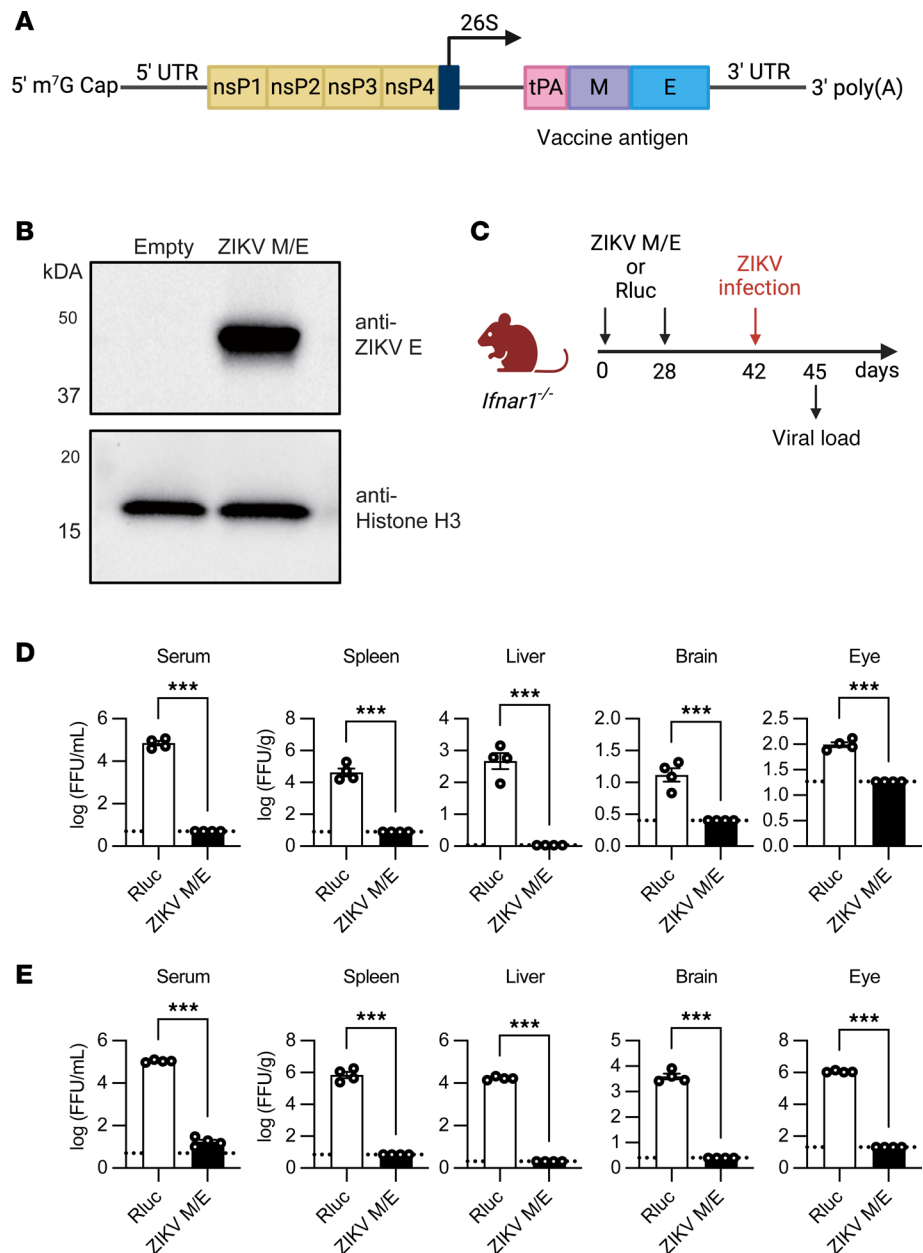 A
26S
5' m7G Cap 5' UTR nsP1 nsP2 nsP3 nsP4 tPA M E 3' UTR 3' poly(A)
Vaccine antigen
B
Empty ZIKV M/E
kDA
50
37
anti-
ZIKV E
20
15
anti-
Histone H3
C
ZIKV M/E
or
Rluc
ZIKV
infection
0 28 42 45 days
Ifnar1-/-
Viral load
D
Serum Spleen Liver Brain Eye
*** *** *** *** ***
log (FFU/mL)
6
4
2
0
Rluc
ZIKV M/E
log (FFU/g)
8
6
4
2
0
Rluc
ZIKV M/E
4
3
2
1
0
Rluc
ZIKV M/E
2.0
1.5
1.0
0.5
0.0
Rluc
ZIKV M/E
2.5
2.0
1.5
1.0
0.5
0.0
Rluc
ZIKV M/E
E
Serum Spleen Liver Brain Eye
*** *** *** *** ***
log (FFU/mL)
6
4
2
0
Rluc
ZIKV M/E
log (FFU/g)
8
6
4
2
0
Rluc
ZIKV M/E
6
4
2
0
Rluc
ZIKV M/E
5
4
3
2
1
0
Rluc
ZIKV M/E
8
6
4
2
0
Rluc
ZIKV M/E